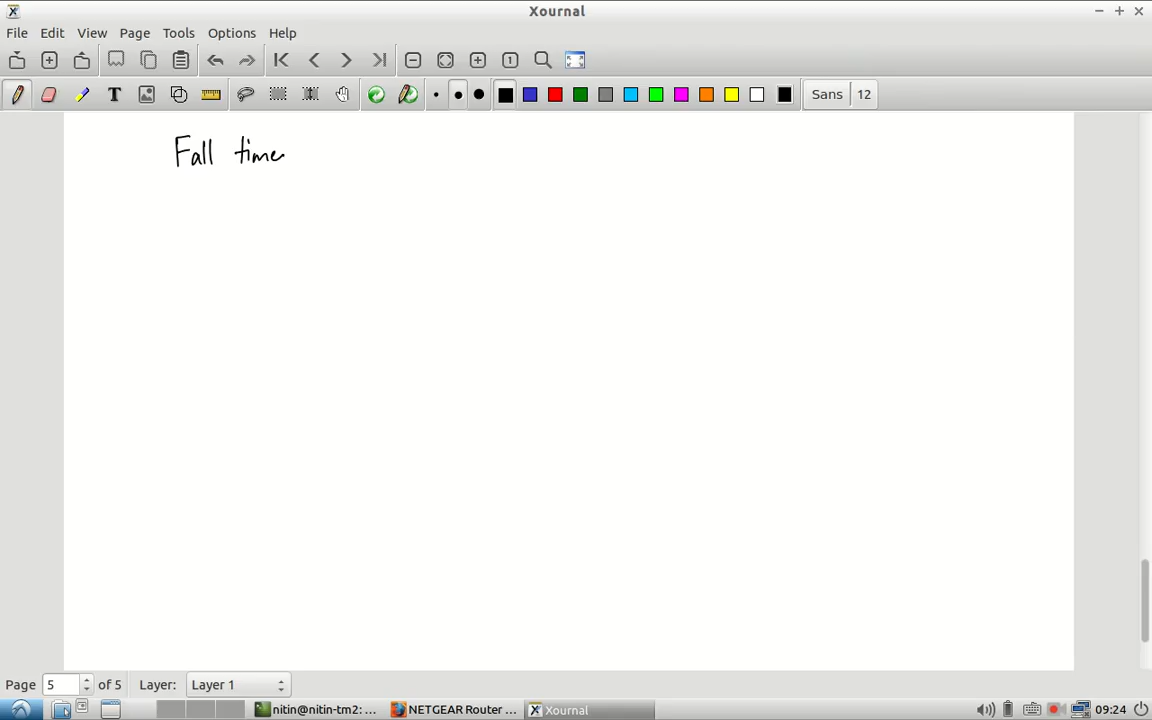 Xournal
File Edit View Page Tools Options Help
Sans 12
Fall time
Page 5 of 5 Layer: Layer 1
nitin@nitin-tm2: ... NETGEAR Router ... Xournal 09:24